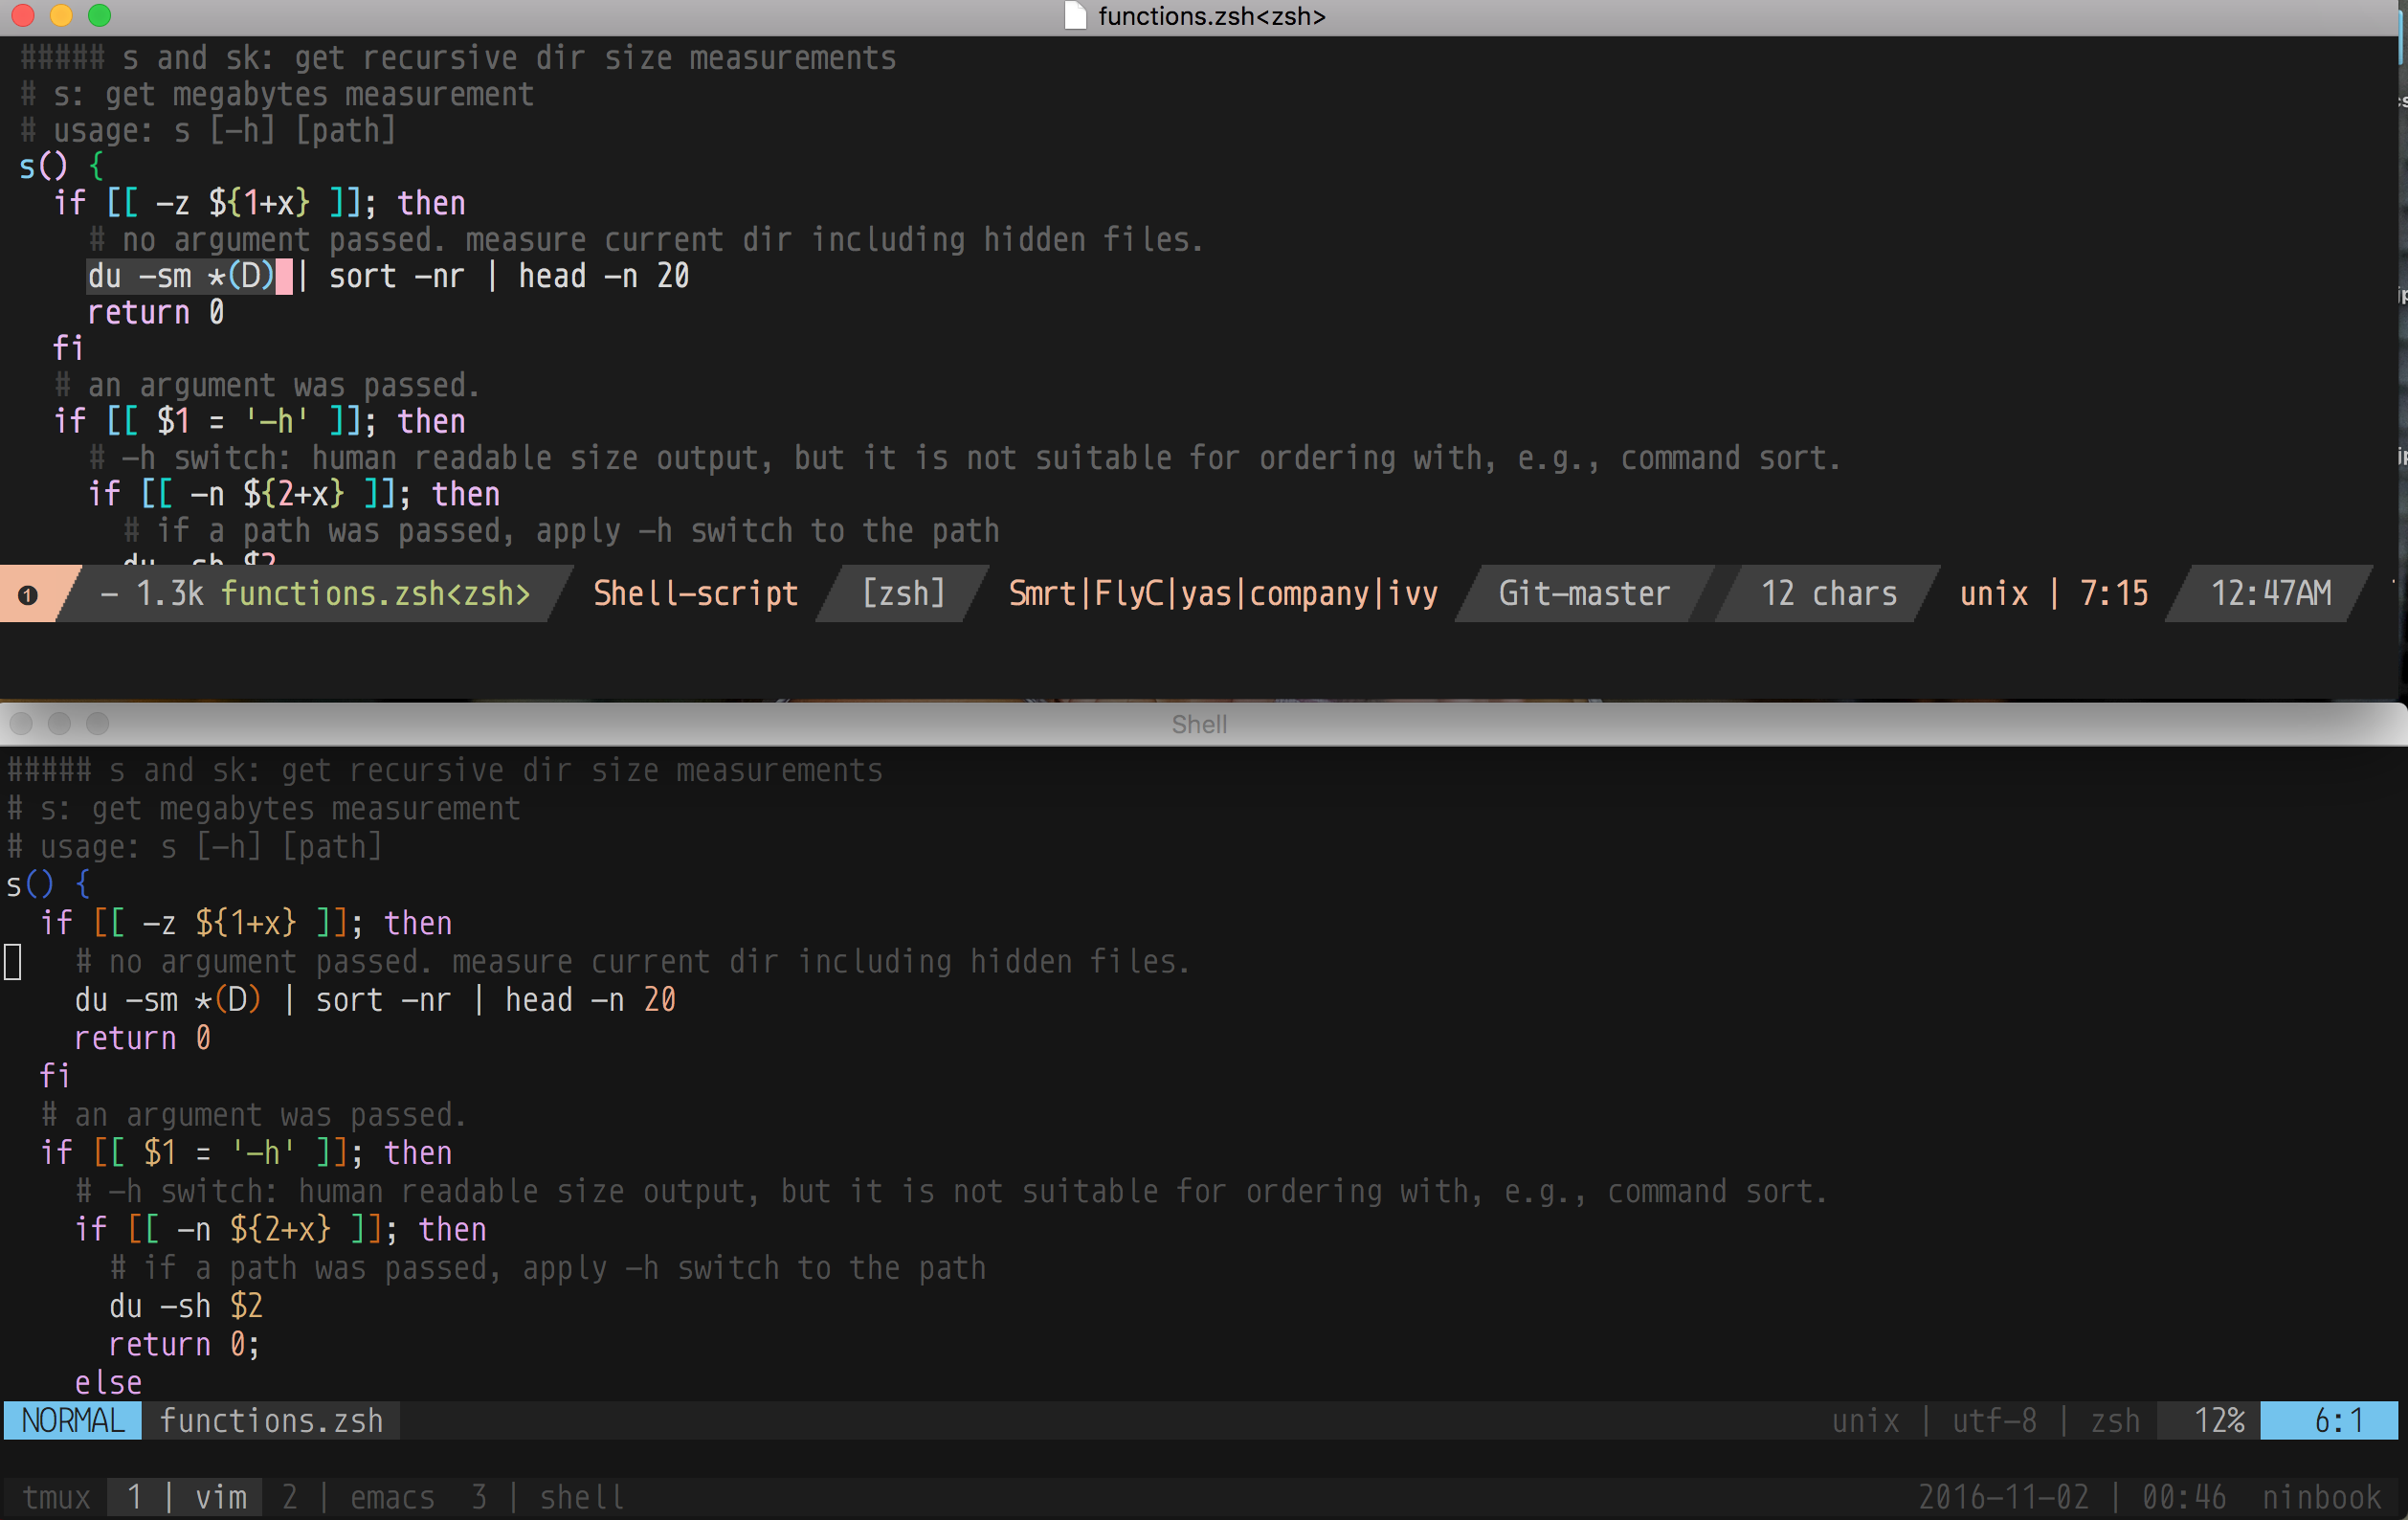 functions.zsh<zsh>
##### s and sk: get recursive dir size measurements
# s: get megabytes measurement
# usage: s [-h] [path]
s() {
  if [[ -z ${1+x} ]]; then
    # no argument passed. measure current dir including hidden files.
    du -sm *(D) | sort -nr | head -n 20
    return 0
  fi
  # an argument was passed.
  if [[ $1 = '-h' ]]; then
    # -h switch: human readable size output, but it is not suitable for ordering with, e.g., command sort.
    if [[ -n ${2+x} ]]; then
      # if a path was passed, apply -h switch to the path
      du -sh $2
❶ - 1.3k functions.zsh<zsh> Shell-script [zsh] Smrt|FlyC|yas|company|ivy Git-master 12 chars unix | 7:15 12:47AM
Shell
##### s and sk: get recursive dir size measurements
# s: get megabytes measurement
# usage: s [-h] [path]
s() {
  if [[ -z ${1+x} ]]; then
    # no argument passed. measure current dir including hidden files.
    du -sm *(D) | sort -nr | head -n 20
    return 0
  fi
  # an argument was passed.
  if [[ $1 = '-h' ]]; then
    # -h switch: human readable size output, but it is not suitable for ordering with, e.g., command sort.
    if [[ -n ${2+x} ]]; then
      # if a path was passed, apply -h switch to the path
      du -sh $2
      return 0;
    else
NORMAL functions.zsh unix | utf-8 | zsh 12% 6:1
tmux 1 | vim 2 | emacs 3 | shell 2016-11-02 | 00:46 ninbook